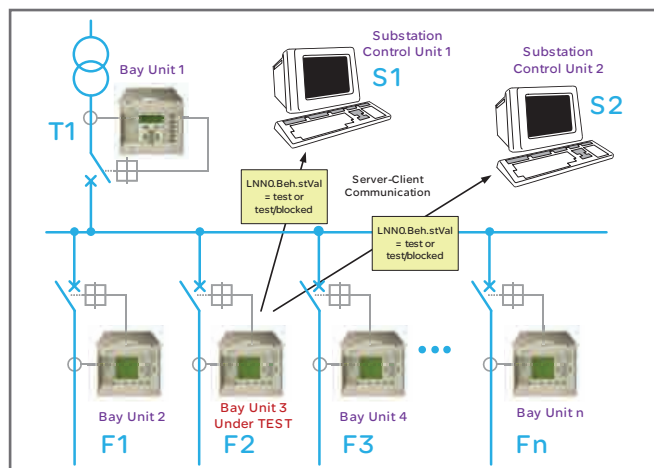 Bay Unit 1
T1
Substation
Control Unit 1
S1
Substation
Control Unit 2
S2
LNN0.Beh.stVal
= test or
test/blocked
Server-Client
Communication
LNN0.Beh.stVal
= test or
test/blocked
Bay Unit 2
F1
Bay Unit 3
Under TEST
F2
Bay Unit 4
F3
Bay Unit n
Fn